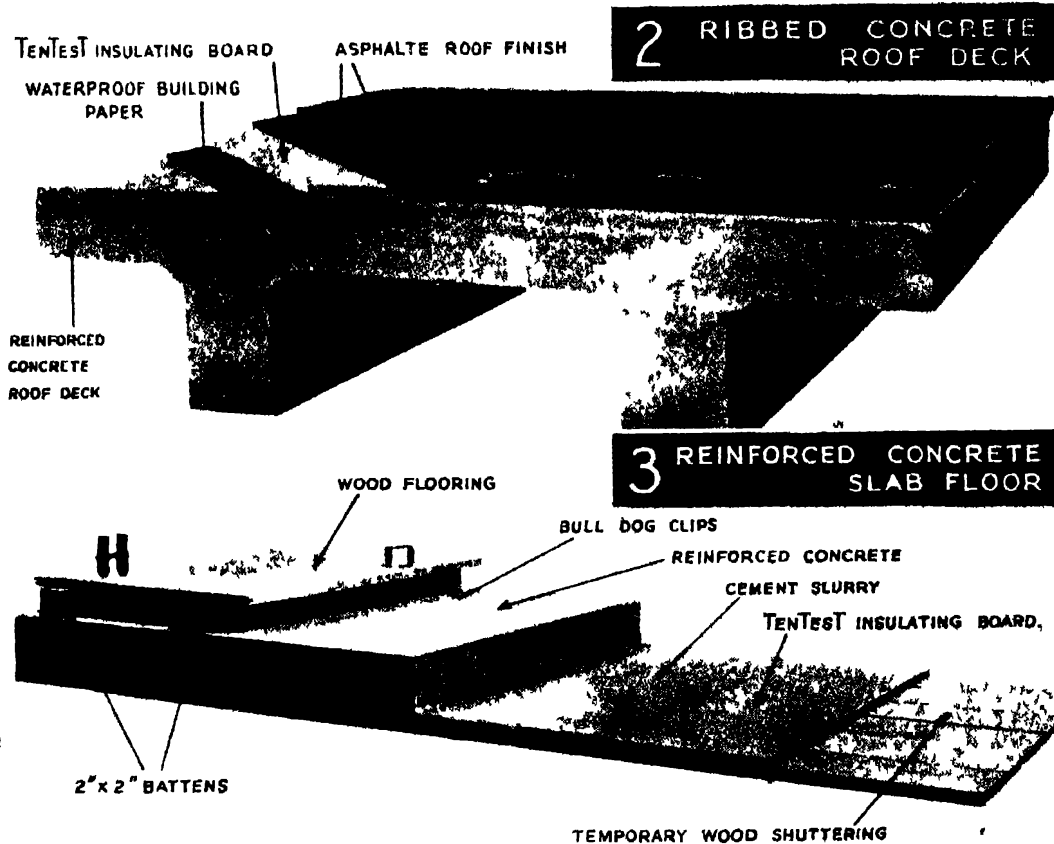 2 RIBBED CONCRETE
ROOF DECK
TENTEST INSULATING BOARD
ASPHALTE ROOF FINISH
WATERPROOF BUILDING
PAPER
REINFORCED
CONCRETE
ROOF DECK
3 REINFORCED CONCRETE
SLAB FLOOR
WOOD FLOORING
BULL DOG CLIPS
REINFORCED CONCRETE
CEMENT SLURRY
TENTEST INSULATING BOARD,
2"x 2" BATTENS
TEMPORARY WOOD SHUTTERING